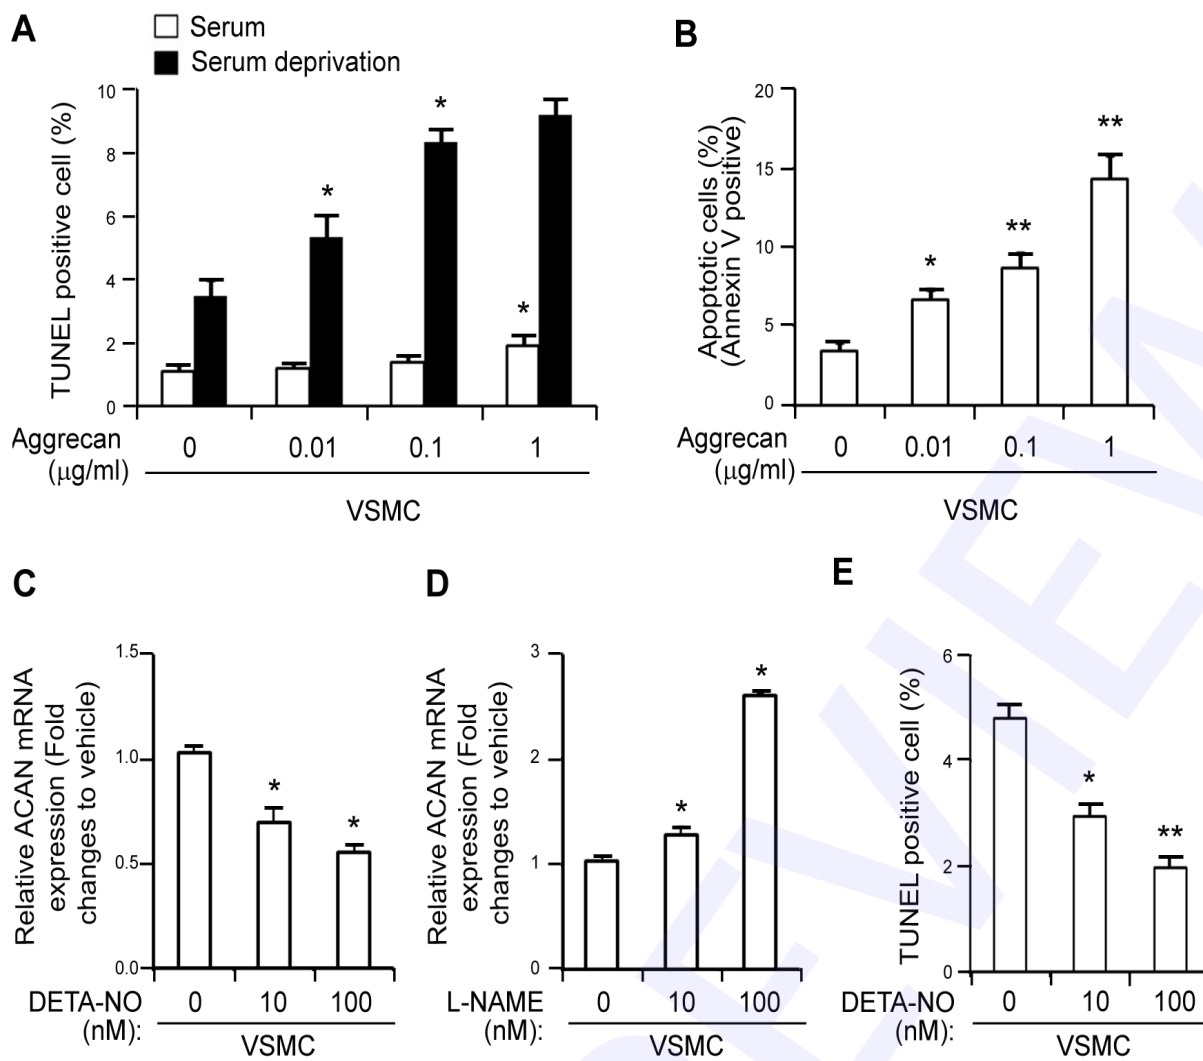 A
Serum
Serum deprivation
TUNEL positive cell (%)
10
8
6
4
2
0
*
*
*
Aggrecan
(μg/ml)
0 0.01 0.1 1
VSMC
B
Apoptotic cells (%)
(Annexin V positive)
20
15
10
5
0
*
**
**
Aggrecan
(μg/ml)
0 0.01 0.1 1
VSMC
C
Relative ACAN mRNA
expression (Fold
changes to vehicle)
1.5
1.0
0.5
0.0
*
*
DETA-NO 0 10 100
(nM):
VSMC
D
Relative ACAN mRNA
expression (Fold
changes to vehicle)
3
2
1
0
*
*
L-NAME 0 10 100
(nM):
VSMC
E
TUNEL positive cell (%)
6
4
2
0
*
**
DETA-NO 0 10 100
(nM):
VSMC
EVIEW